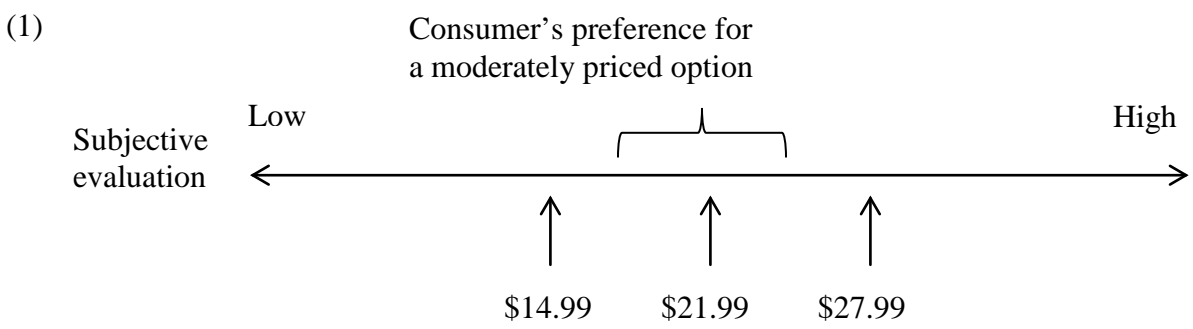 (1)
Consumer’s preference for
a moderately priced option
Low
High
Subjective
evaluation
$14.99
$21.99
$27.99